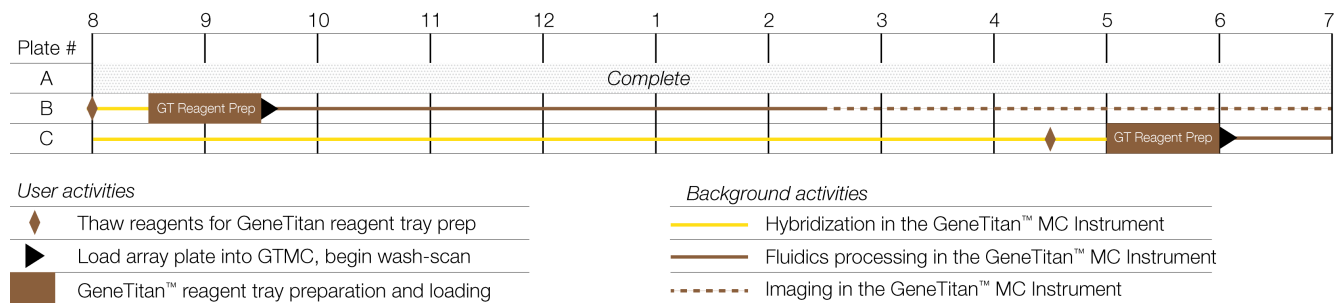 8 9 10 11 12 1 2 3 4 5 6 7
Plate #
A Complete
B GT Reagent Prep
C GT Reagent Prep
User activities
Thaw reagents for GeneTitan reagent tray prep
Load array plate into GTMC, begin wash-scan
GeneTitan™ reagent tray preparation and loading
Background activities
Hybridization in the GeneTitan™ MC Instrument
Fluidics processing in the GeneTitan™ MC Instrument
Imaging in the GeneTitan™ MC Instrument